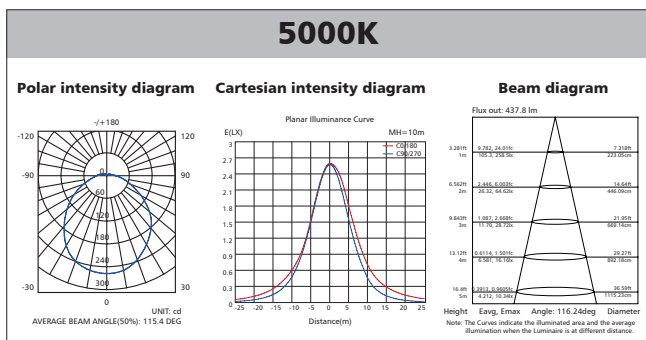 5000K
Polar intensity diagram
-/+180
-120
120
-90
90
0
60
120
180
240
300
-30
30
0
UNIT: cd
AVERAGE BEAM ANGLE(50%): 115.4 DEG
Cartesian intensity diagram
Planar Illuminance Curve
E(LX)
MH=10m
C0/180
C90/270
3
2.7
2.4
2.1
1.8
1.5
1.2
0.9
0.6
0.3
0
-25 -20 -15 -10 -5 0 5 10 15 20 25
Distance(m)
Beam diagram
Flux out: 437.8 lm
3.281ft 9.782, 24.01fc 7.318ft
1m 105.3, 258.5lx 223.05cm
6.562ft 2.446, 6.003fc 14.64ft
2m 26.32, 64.62lx 446.09cm
9.843ft 1.087, 2.668fc 21.95ft
3m 11.70, 28.72lx 669.14cm
13.12ft 0.6114, 1.501fc 29.27ft
4m 6.581, 16.16lx 892.18cm
16.4ft 0.3913, 0.9605fc 36.59ft
5m 4.212, 10.34lx 1115.23cm
Height Eavg, Emax Angle: 116.24deg Diameter
Note: The Curves indicate the illuminated area and the average
illumination when the Luminaire is at different distance.